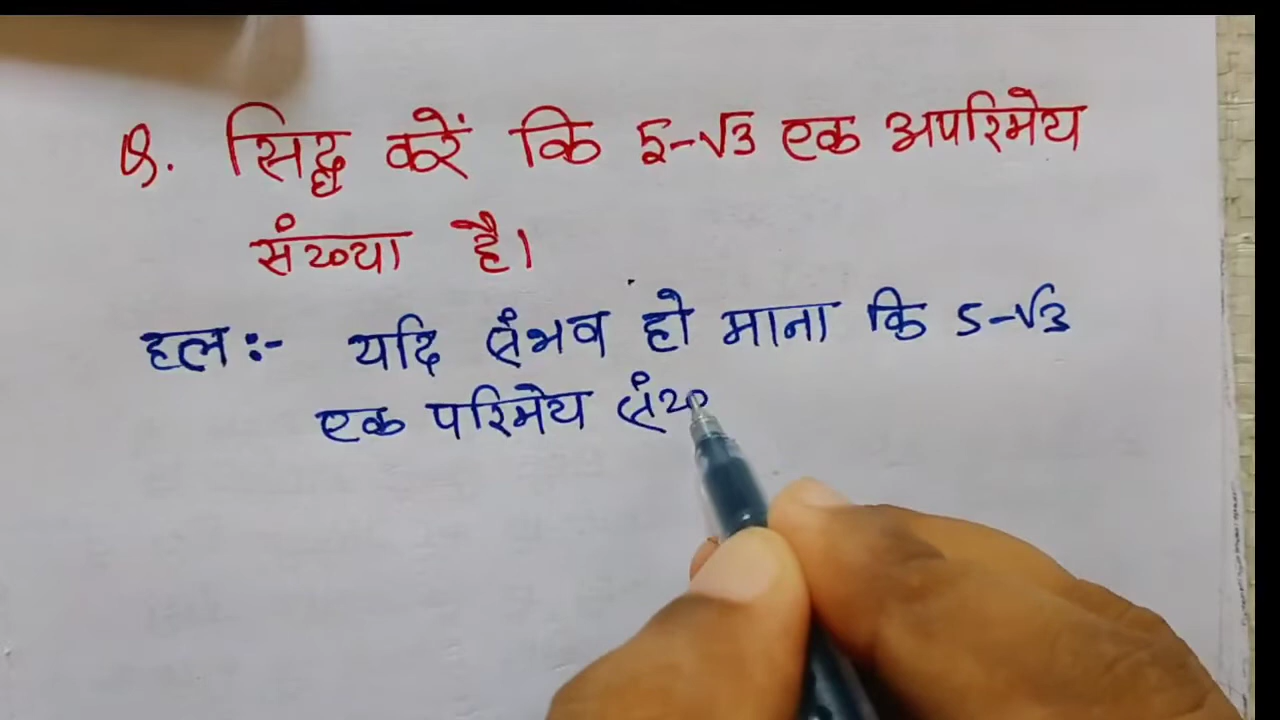 Q. सिद्ध करें कि 5-√3 एक अपरिमेय
संख्या है।
हल:- यदि संभव हो माना कि 5-√3
एक परिमेय संख